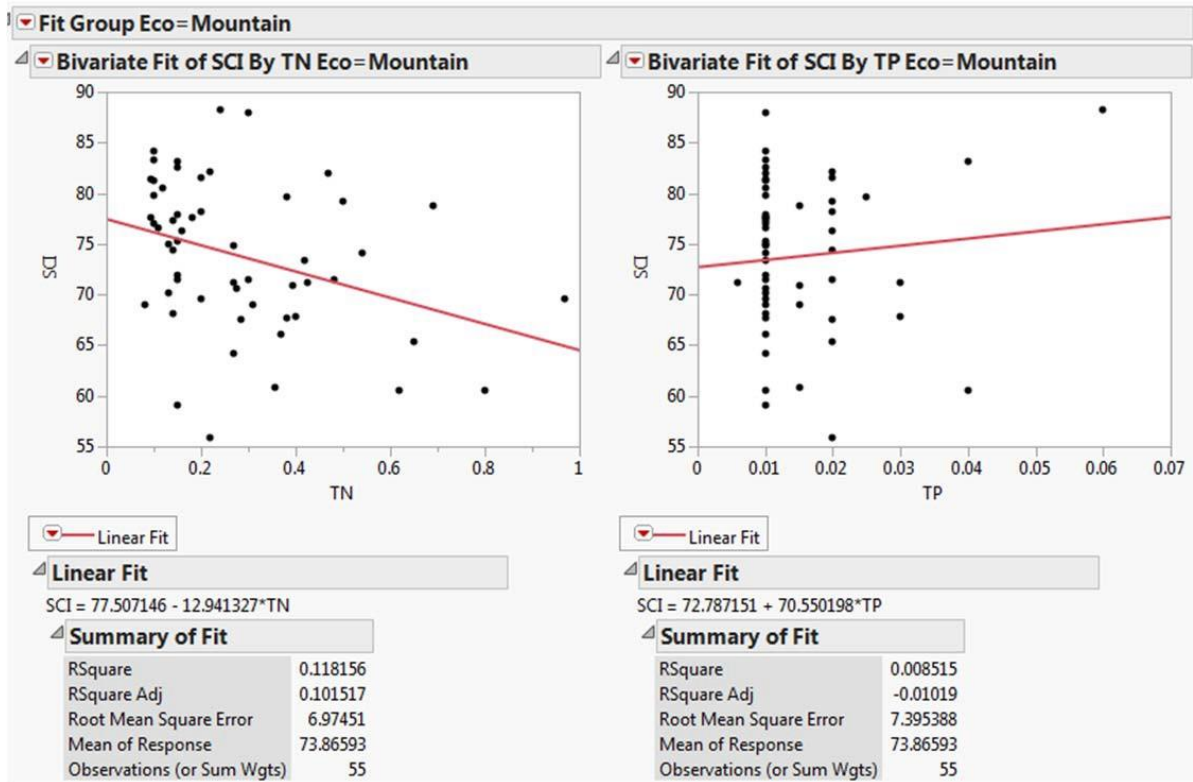 Fit Group Eco=Mountain
Bivariate Fit of SCI By TN Eco=Mountain
90
85
80
75
70
65
60
55
SCI
0
0.2
0.4
0.6
0.8
1
TN
Linear Fit
Linear Fit
SCI = 77.507146 - 12.941327*TN
Summary of Fit
RSquare 0.118156
RSquare Adj 0.101517
Root Mean Square Error 6.97451
Mean of Response 73.86593
Observations (or Sum Wgts) 55
Bivariate Fit of SCI By TP Eco=Mountain
90
85
80
75
70
65
60
55
SCI
0
0.01
0.02
0.03
0.04
0.05
0.06
0.07
TP
Linear Fit
Linear Fit
SCI = 72.787151 + 70.550198*TP
Summary of Fit
RSquare 0.008515
RSquare Adj -0.01019
Root Mean Square Error 7.395388
Mean of Response 73.86593
Observations (or Sum Wgts) 55